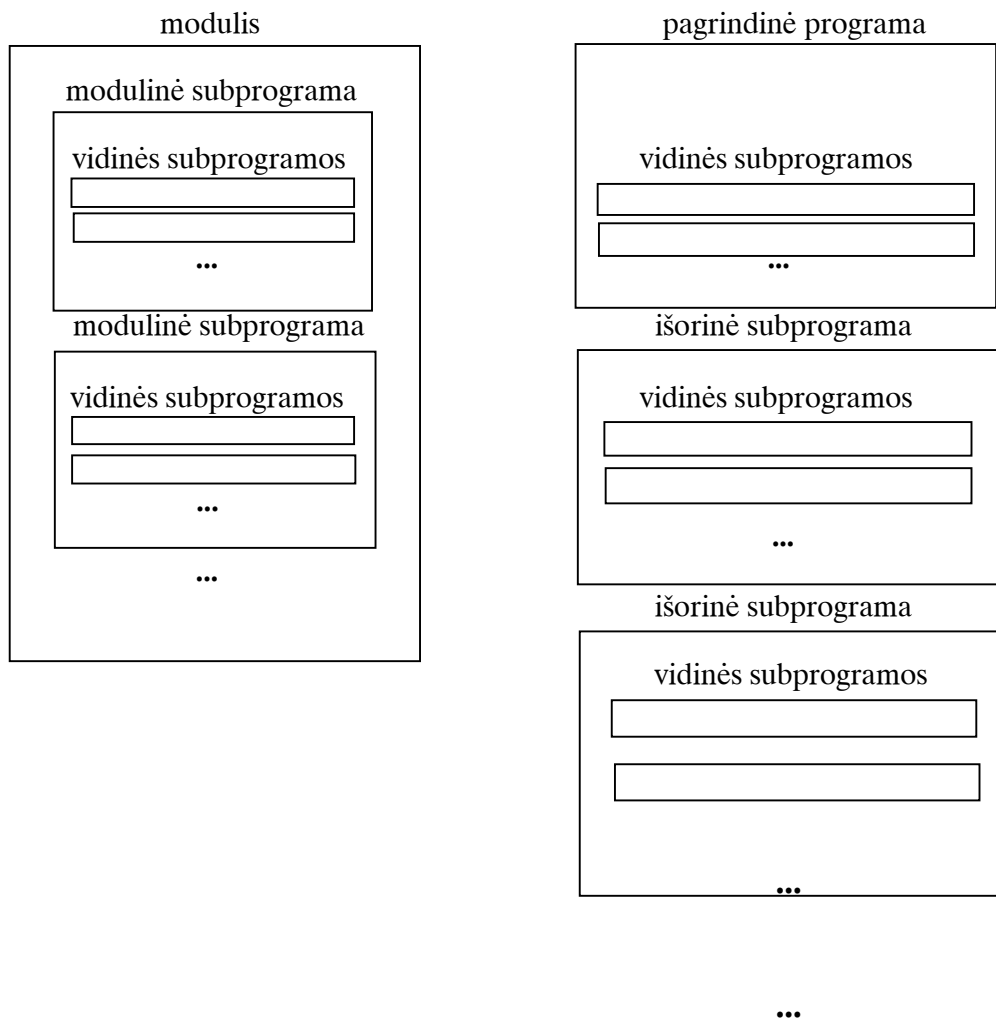 modulis
modulinė subprograma
vidinės subprogramos
...
modulinė subprograma
vidinės subprogramos
...
...
pagrindinė programa
vidinės subprogramos
...
išorinė subprograma
vidinės subprogramos
...
išorinė subprograma
vidinės subprogramos
...
...